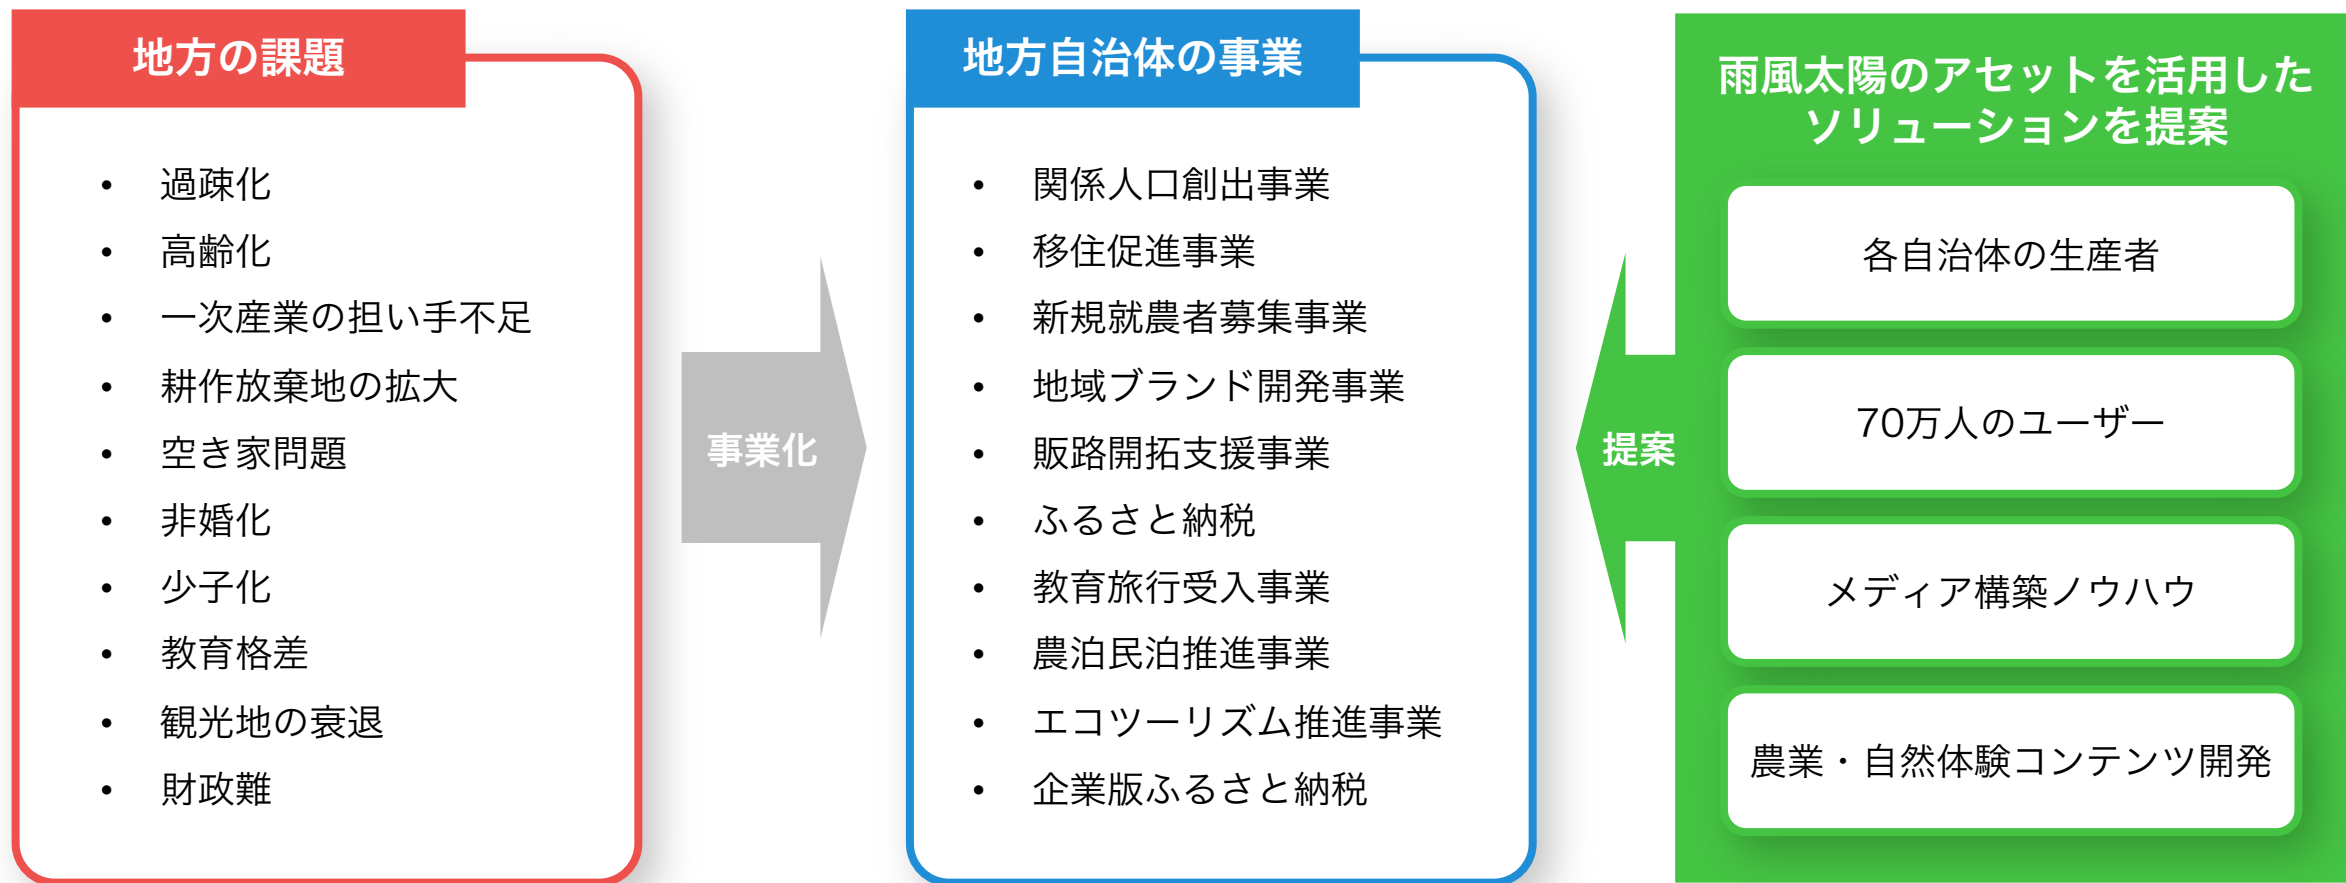 地方の課題
• 過疎化
• 高齢化
• 一次産業の担い手不足
• 耕作放棄地の拡大
• 空き家問題
• 非婚化
• 少子化
• 教育格差
• 観光地の衰退
• 財政難
事業化
地方自治体の事業
• 関係人口創出事業
• 移住促進事業
• 新規就農者募集事業
• 地域ブランド開発事業
• 販路開拓支援事業
• ふるさと納税
• 教育旅行受入事業
• 農泊民泊推進事業
• エコツーリズム推進事業
• 企業版ふるさと納税
提案
雨風太陽のアセットを活用した
ソリューションを提案
各自治体の生産者
70万人のユーザー
メディア構築ノウハウ
農業・自然体験コンテンツ開発